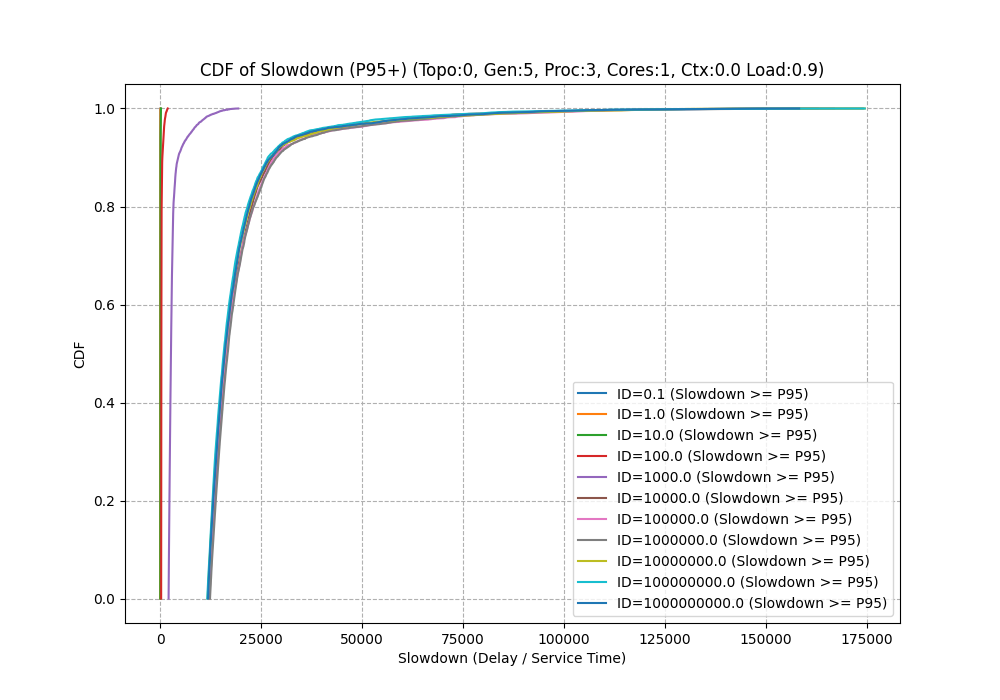 CDF of Slowdown (P95+) (Topo:0, Gen:5, Proc:3, Cores:1, Ctx:0.0 Load:0.9)
1.0
0.8
0.6
0.4
0.2
0.0
CDF
ID=0.1 (Slowdown >= P95)
ID=1.0 (Slowdown >= P95)
ID=10.0 (Slowdown >= P95)
ID=100.0 (Slowdown >= P95)
ID=1000.0 (Slowdown >= P95)
ID=10000.0 (Slowdown >= P95)
ID=100000.0 (Slowdown >= P95)
ID=1000000.0 (Slowdown >= P95)
ID=10000000.0 (Slowdown >= P95)
ID=100000000.0 (Slowdown >= P95)
ID=1000000000.0 (Slowdown >= P95)
0 25000 50000 75000 100000 125000 150000 175000
Slowdown (Delay / Service Time)